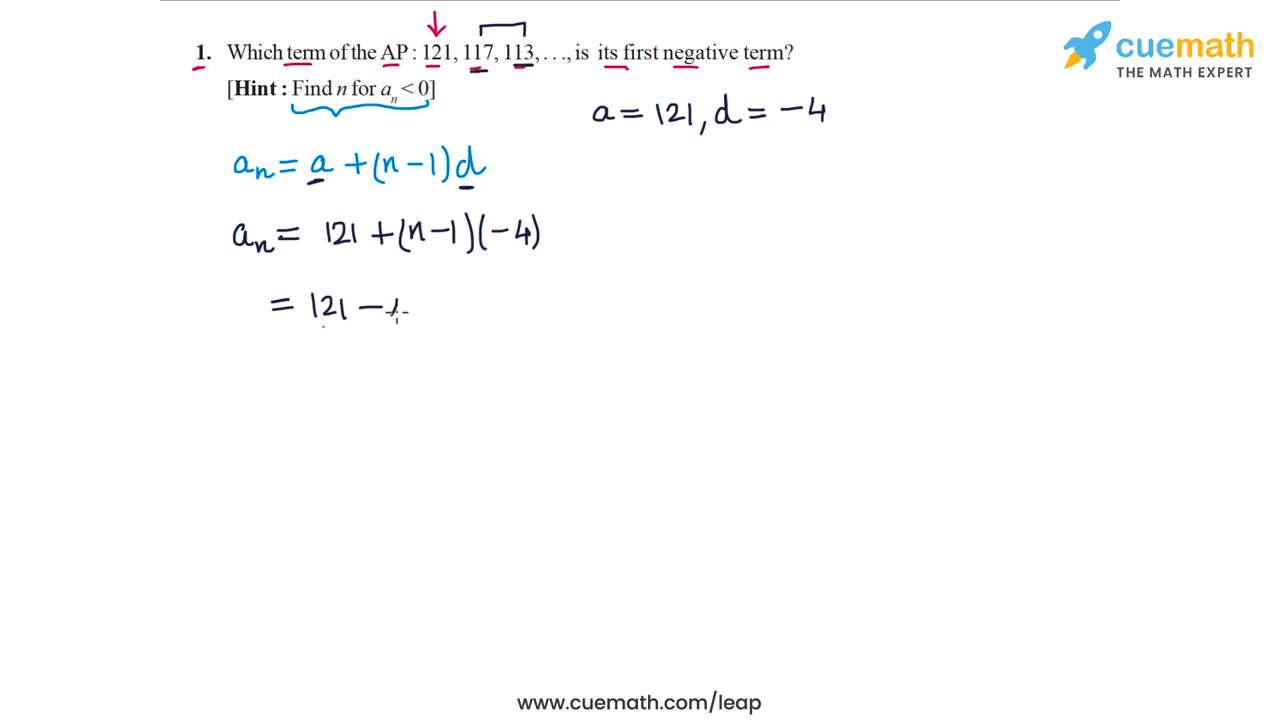 1. Which term of the AP : 121, 117, 113, . . ., is its first negative term?
[Hint : Find n for aₙ < 0]
a = 121, d = -4
aₙ = a + (n - 1) d
aₙ = 121 + (n - 1)(-4)
= 121 -
cuemath
THE MATH EXPERT
www.cuemath.com/leap